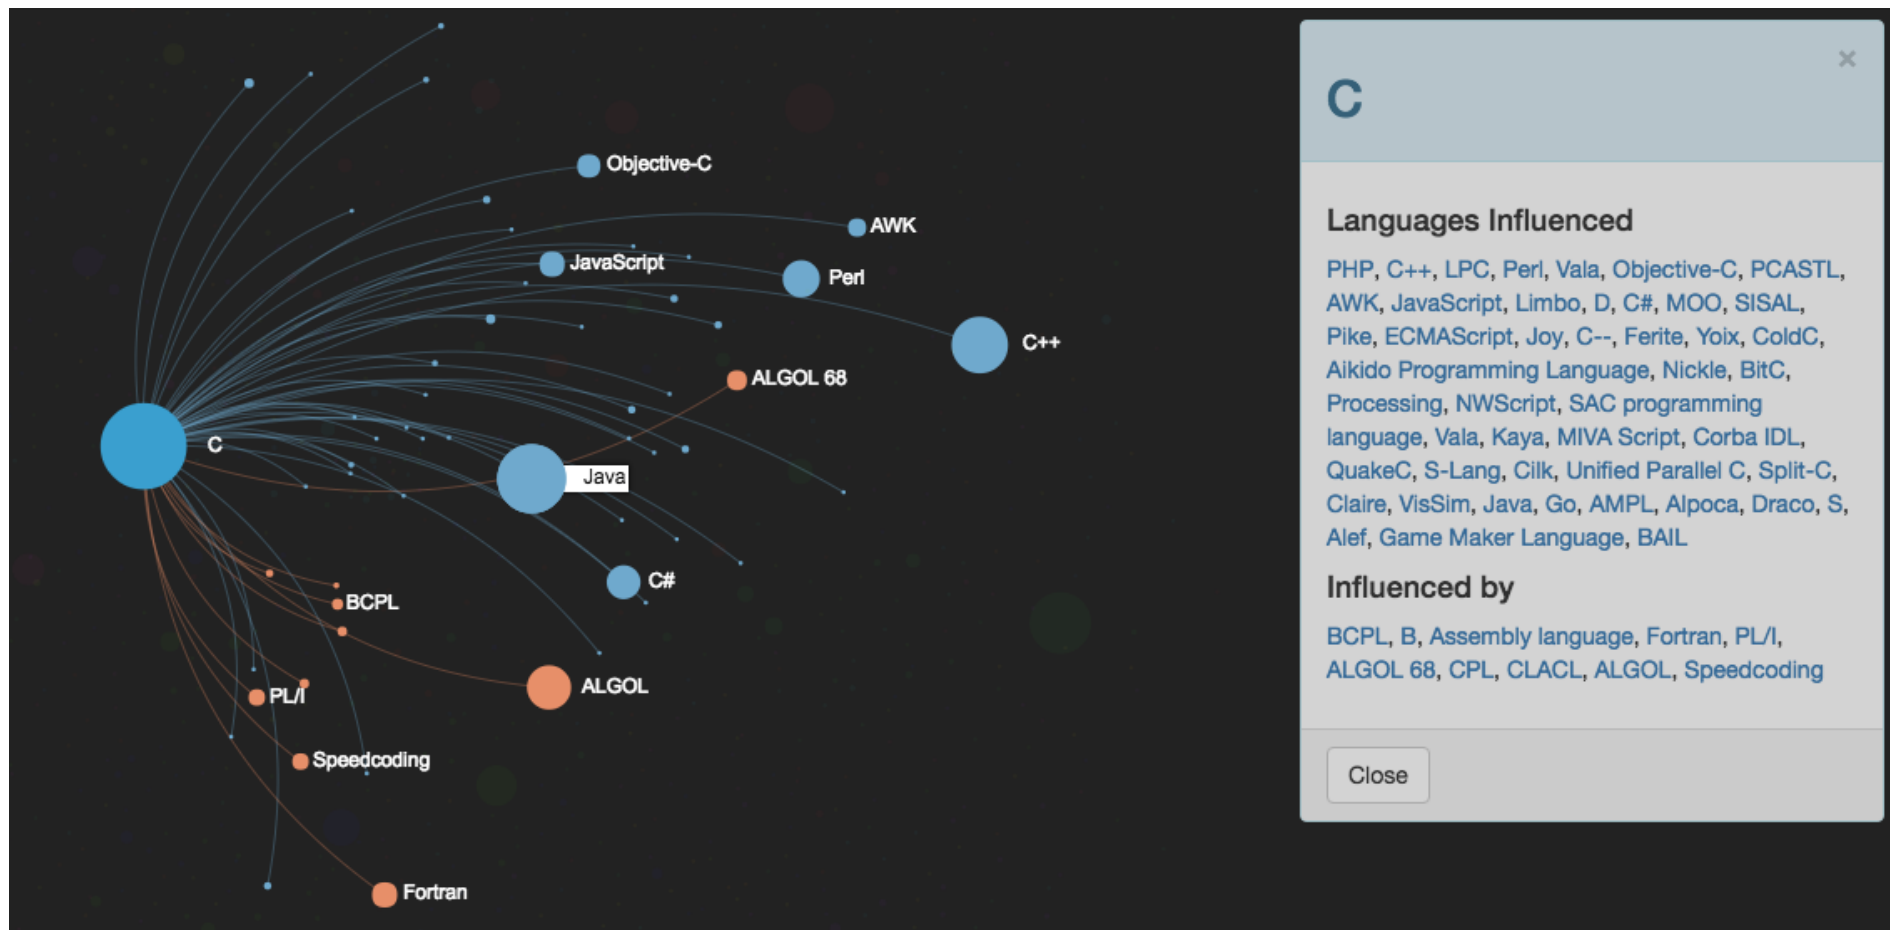 Objective-C
AWK
JavaScript
Perl
C++
ALGOL 68
C
Java
C#
BCPL
ALGOL
PL/I
Speedcoding
Fortran
×
C
Languages Influenced
PHP, C++, LPC, Perl, Vala, Objective-C, PCASTL,
AWK, JavaScript, Limbo, D, C#, MOO, SISAL,
Pike, ECMAScript, Joy, C--, Ferite, Yoix, ColdC,
Aikido Programming Language, Nickle, BitC,
Processing, NWScript, SAC programming
language, Vala, Kaya, MIVA Script, Corba IDL,
QuakeC, S-Lang, Cilk, Unified Parallel C, Split-C,
Claire, VisSim, Java, Go, AMPL, Alpoca, Draco, S,
Alef, Game Maker Language, BAIL
Influenced by
BCPL, B, Assembly language, Fortran, PL/I,
ALGOL 68, CPL, CLACL, ALGOL, Speedcoding
Close